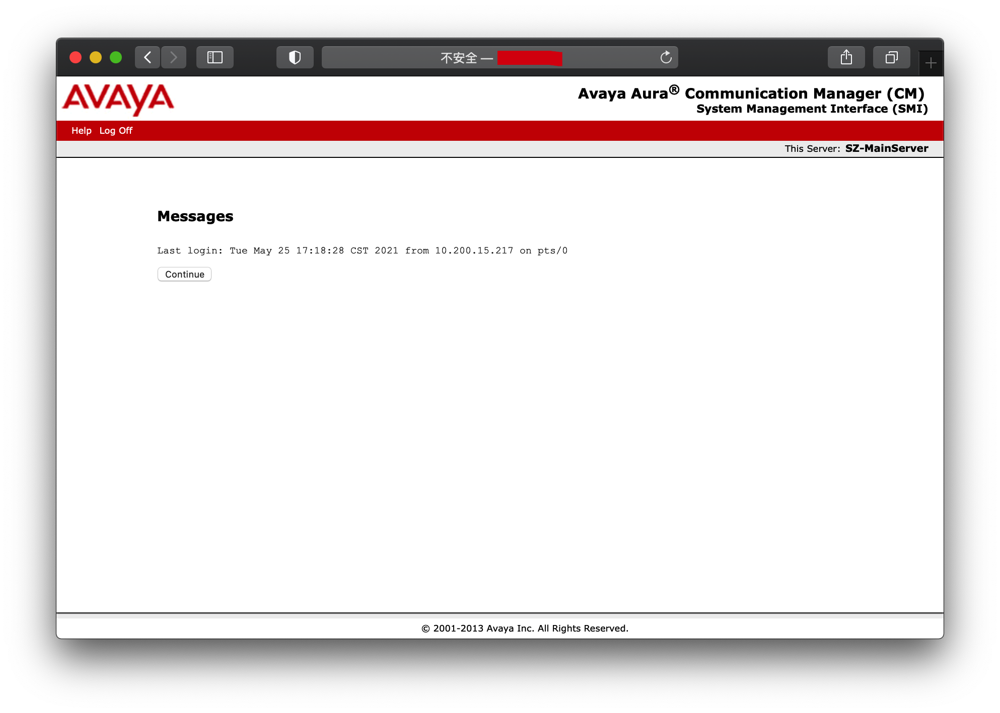 不安全 —
AVAYA
Avaya Aura® Communication Manager (CM)
System Management Interface (SMI)
Help Log Off
This Server: SZ-MainServer
Messages
Last login: Tue May 25 17:18:28 CST 2021 from 10.200.15.217 on pts/0
Continue
© 2001-2013 Avaya Inc. All Rights Reserved.